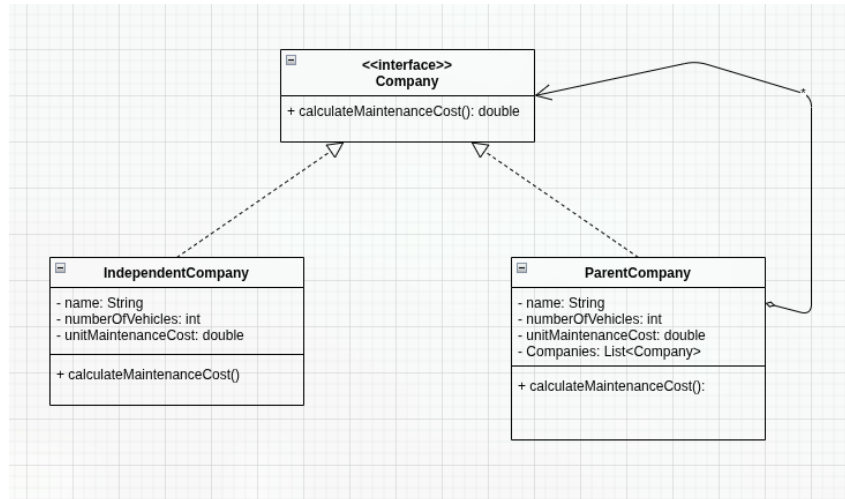 <<interface>>
Company
+ calculateMaintenanceCost(): double
*
IndependentCompany
- name: String
- numberOfVehicles: int
- unitMaintenanceCost: double
+ calculateMaintenanceCost()
ParentCompany
- name: String
- numberOfVehicles: int
- unitMaintenanceCost: double
- Companies: List<Company>
+ calculateMaintenanceCost():